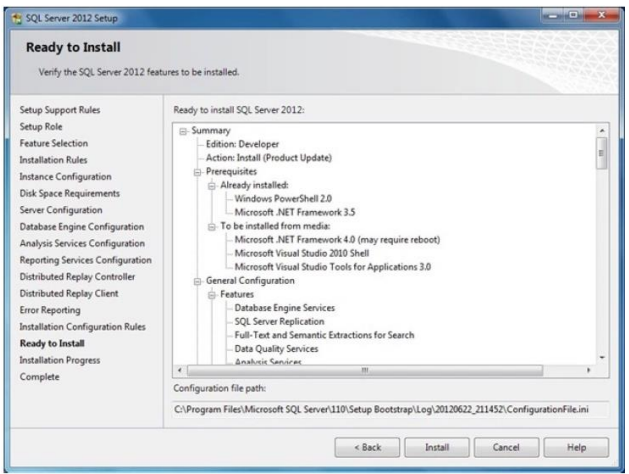 SQL Server 2012 Setup
Ready to Install
Verify the SQL Server 2012 features to be installed.
Setup Support Rules
Setup Role
Feature Selection
Installation Rules
Instance Configuration
Disk Space Requirements
Server Configuration
Database Engine Configuration
Analysis Services Configuration
Reporting Services Configuration
Distributed Replay Controller
Distributed Replay Client
Error Reporting
Installation Configuration Rules
Ready to Install
Installation Progress
Complete
Ready to install SQL Server 2012:
Summary
Edition: Developer
Action: Install (Product Update)
Prerequisites
Already installed:
Windows PowerShell 2.0
Microsoft .NET Framework 3.5
To be installed from media:
Microsoft .NET Framework 4.0 (may require reboot)
Microsoft Visual Studio 2010 Shell
Microsoft Visual Studio Tools for Applications 3.0
General Configuration
Features
Database Engine Services
SQL Server Replication
Full-Text and Semantic Extractions for Search
Data Quality Services
Analysis Services
Configuration file path:
C:\Program Files\Microsoft SQL Server\110\Setup Bootstrap\Log\20120622_211452\ConfigurationFile.ini
< Back
Install
Cancel
Help